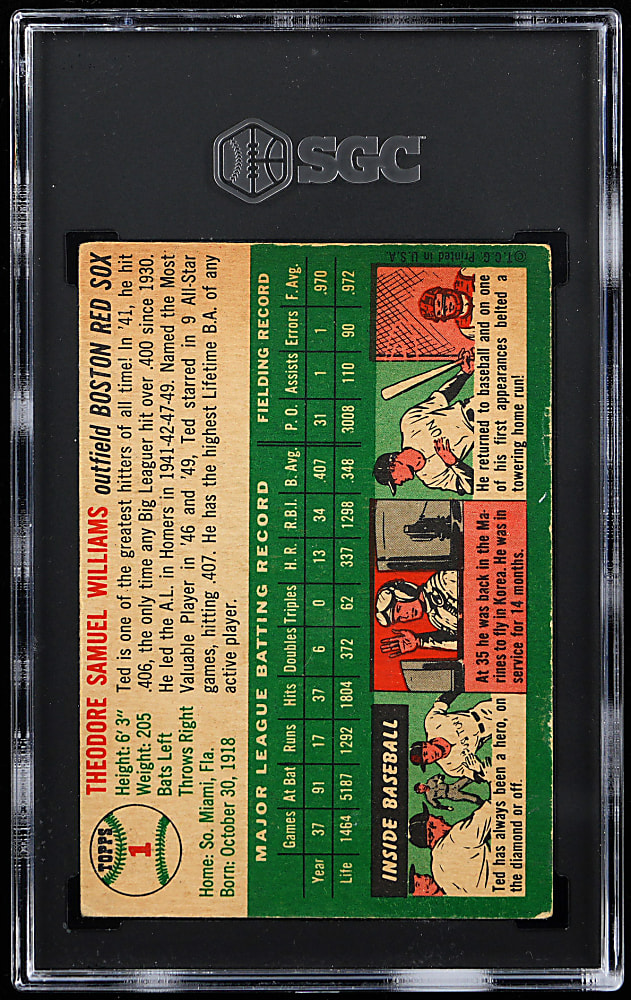 SGC
TOPPS
1
THEODORE SAMUEL WILLIAMS outfield BOSTON RED SOX
Height: 6' 3"
Weight: 205
Bats Left
Throws Right
Home: So. Miami, Fla.
Born: October 30, 1918
Ted is one of the greatest hitters of all time! In '41, he hit
.406, the only time any Big Leaguer hit over .400 since 1930.
He led the A.L. in Homers in 1941-42-47-49. Named the Most
Valuable Player in '46 and '49, Ted starred in 9 All-Star
games, hitting .407. He has the highest Lifetime B.A. of any
active player.
MAJOR LEAGUE BATTING RECORD FIELDING RECORD
Games At Bat Runs Hits Doubles Triples H.R. R.B.I. B. Avg. P. O. Assists Errors F. Avg.
Year 37 91 17 37 6 0 13 34 .407 31 1 1 .970
Life 1464 5187 1292 1804 372 62 337 1298 .348 3008 110 90 .972
INSIDE BASEBALL
Ted has always been a hero, on
the diamond or off.
At 35 he was back in the Ma-
rines to fly in Korea. He was in
service for 14 months.
He returned to baseball and on one
of his first appearances belted a
towering home run!
© T. C. G. Printed in U. S. A.